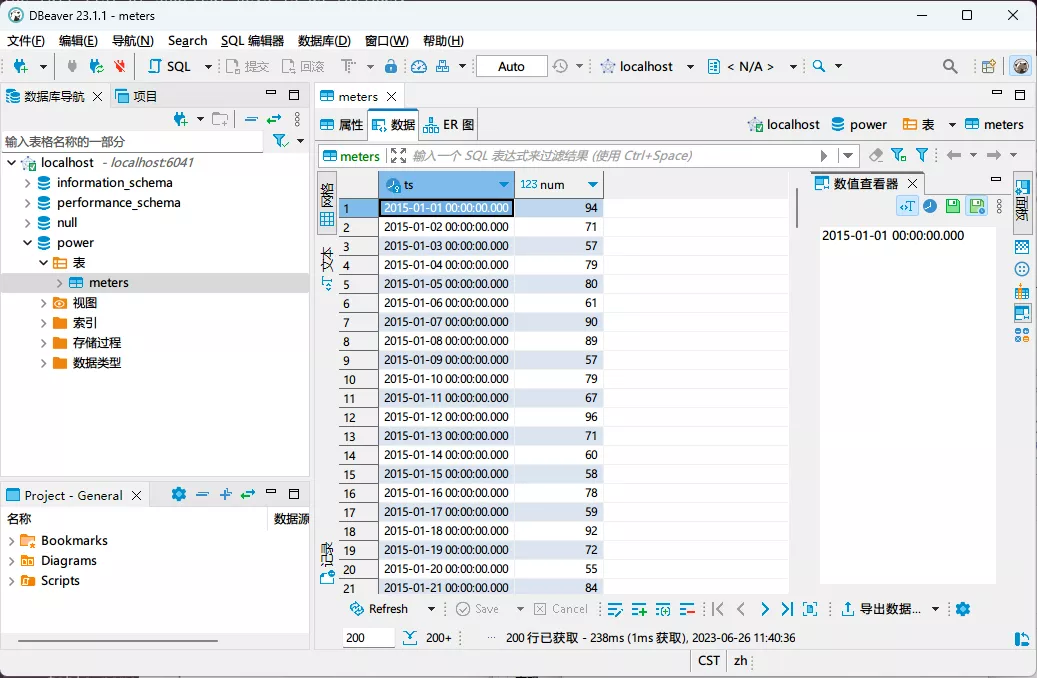 DBeaver 23.1.1 - meters
文件(F) 编辑(E) 导航(N) Search SQL 编辑器 数据库(D) 窗口(W) 帮助(H)
SQL 提交 回滚 T Auto localhost < N/A >
数据库导航 项目
输入表格名称的一部分
localhost - localhost:6041
information_schema
performance_schema
null
power
表
meters
视图
索引
存储过程
数据类型
Project - General
名称 数据源
Bookmarks
Diagrams
Scripts
meters
属性 数据 ER 图 localhost power 表 meters
meters 输入一个 SQL 表达式来过滤结果 (使用 Ctrl+Space)
网格
文本
记录
ts 123 num
1 2015-01-01 00:00:00.000 94
2 2015-01-02 00:00:00.000 71
3 2015-01-03 00:00:00.000 57
4 2015-01-04 00:00:00.000 79
5 2015-01-05 00:00:00.000 80
6 2015-01-06 00:00:00.000 61
7 2015-01-07 00:00:00.000 90
8 2015-01-08 00:00:00.000 89
9 2015-01-09 00:00:00.000 57
10 2015-01-10 00:00:00.000 79
11 2015-01-11 00:00:00.000 67
12 2015-01-12 00:00:00.000 96
13 2015-01-13 00:00:00.000 71
14 2015-01-14 00:00:00.000 60
15 2015-01-15 00:00:00.000 58
16 2015-01-16 00:00:00.000 78
17 2015-01-17 00:00:00.000 59
18 2015-01-18 00:00:00.000 92
19 2015-01-19 00:00:00.000 72
20 2015-01-20 00:00:00.000 55
21 2015-01-21 00:00:00.000 84
数值查看器
2015-01-01 00:00:00.000
面板
Refresh Save Cancel 导出数据...
200 200+ ... 200 行已获取 - 238ms (1ms 获取), 2023-06-26 11:40:36
CST zh